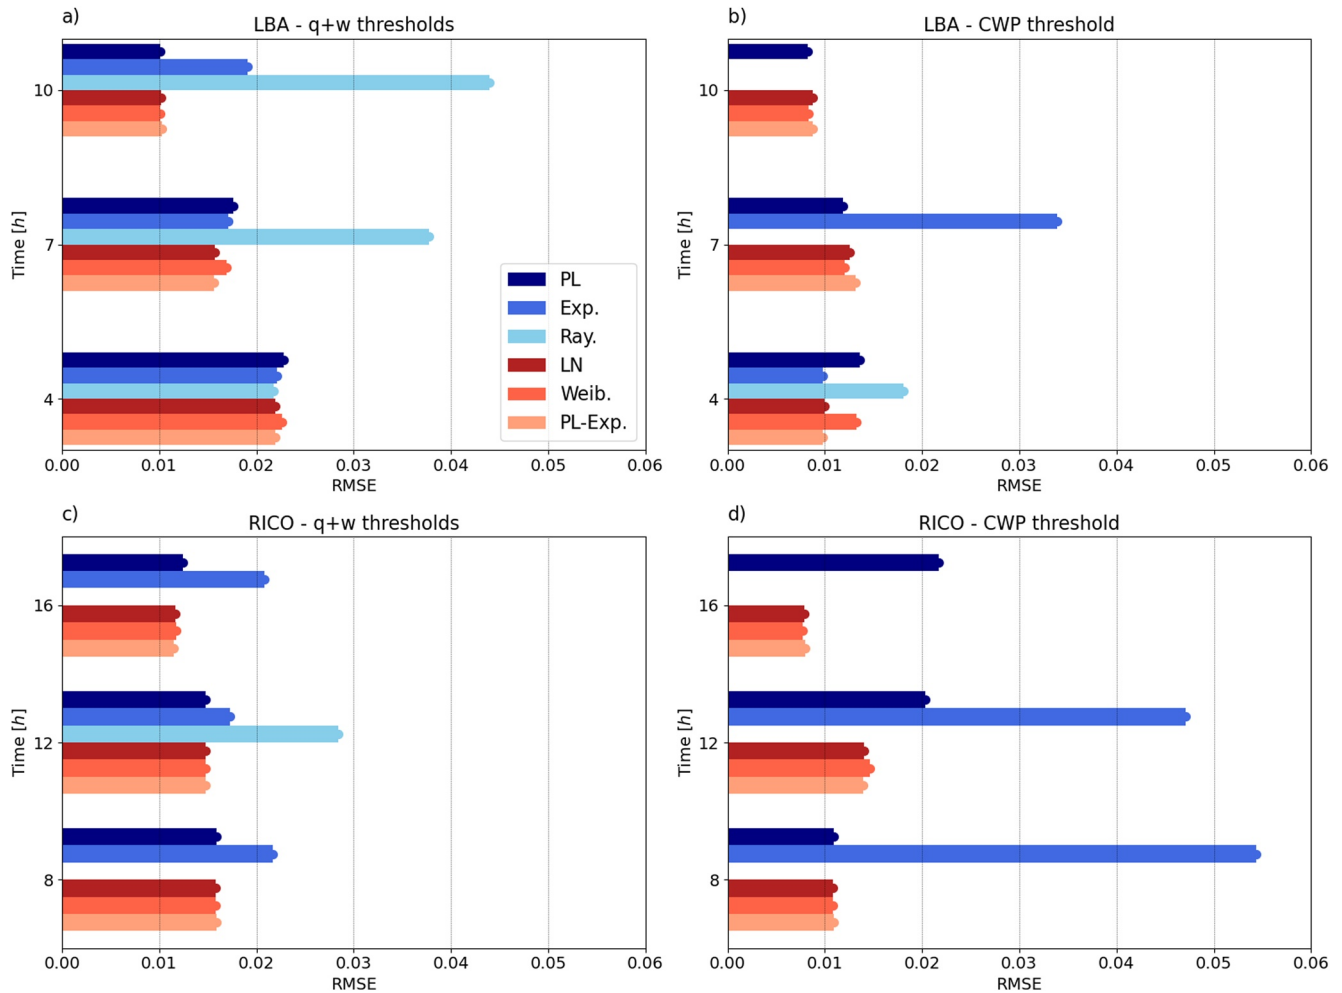 a)
LBA - q+w thresholds
10
7
4
Time [h]
0.00 0.01 0.02 0.03 0.04 0.05 0.06
RMSE
PL
Exp.
Ray.
LN
Weib.
PL-Exp.
b)
LBA - CWP threshold
10
7
4
Time [h]
0.00 0.01 0.02 0.03 0.04 0.05 0.06
RMSE
c)
RICO - q+w thresholds
16
12
8
Time [h]
0.00 0.01 0.02 0.03 0.04 0.05 0.06
RMSE
d)
RICO - CWP threshold
16
12
8
Time [h]
0.00 0.01 0.02 0.03 0.04 0.05 0.06
RMSE